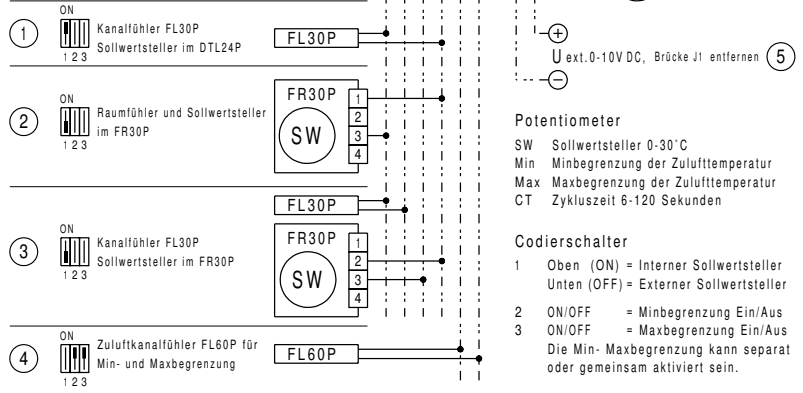 ON
1
1 2 3
Kanalfühler FL30P
Sollwertsteller im DTL24P
FL30P
ON
2
1 2 3
Raumfühler und Sollwertsteller
im FR30P
FR30P
SW
1
2
3
4
FL30P
ON
3
1 2 3
Kanalfühler FL30P
Sollwertsteller im FR30P
FR30P
SW
1
2
3
4
ON
4
1 2 3
Zuluftkanalfühler FL60P für
Min- und Maxbegrenzung
FL60P
+
U ext.0-10V DC, Brücke J1 entfernen 5
−
Potentiometer
SW Sollwertsteller 0-30°C
Min Minbegrenzung der Zulufttemperatur
Max Maxbegrenzung der Zulufttemperatur
CT Zykluszeit 6-120 Sekunden
Codierschalter
1 Oben (ON) = Interner Sollwertsteller
Unten (OFF) = Externer Sollwertsteller
2 ON/OFF = Minbegrenzung Ein/Aus
3 ON/OFF = Maxbegrenzung Ein/Aus
Die Min- Maxbegrenzung kann separat
oder gemeinsam aktiviert sein.